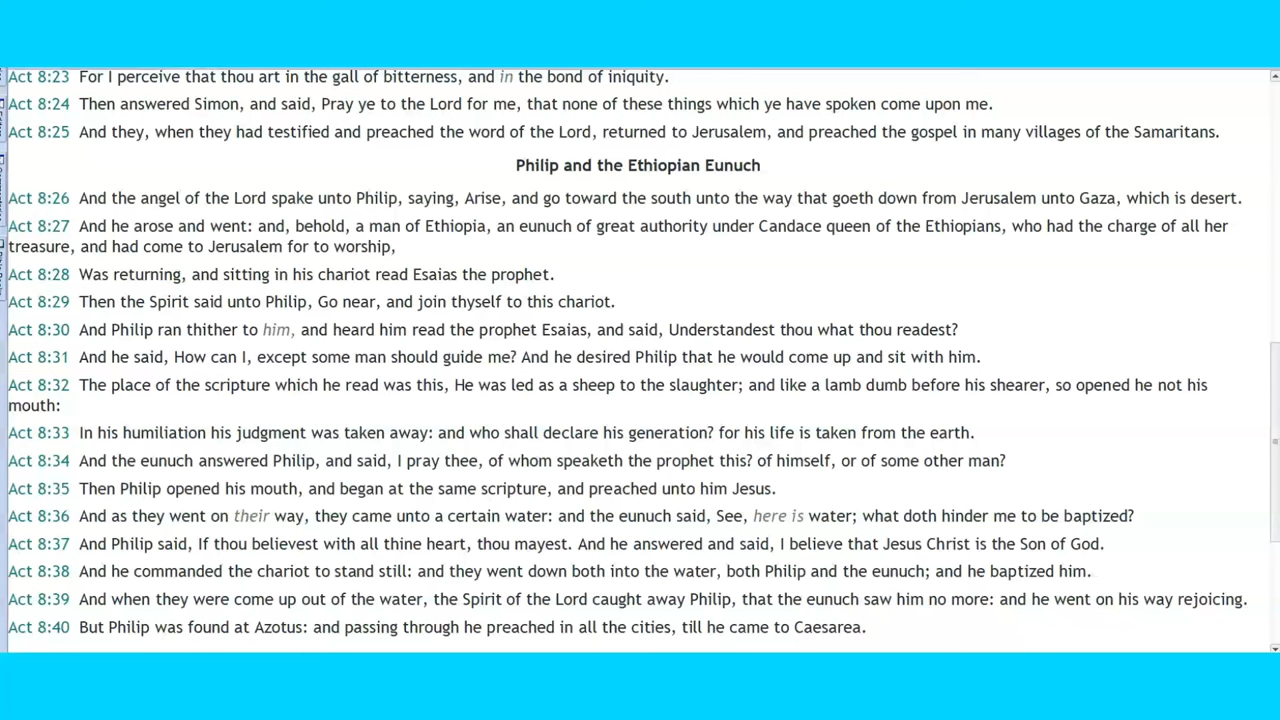 Act 8:23 For I perceive that thou art in the gall of bitterness, and in the bond of iniquity.
Act 8:24 Then answered Simon, and said, Pray ye to the Lord for me, that none of these things which ye have spoken come upon me.
Act 8:25 And they, when they had testified and preached the word of the Lord, returned to Jerusalem, and preached the gospel in many villages of the Samaritans.
Philip and the Ethiopian Eunuch
Act 8:26 And the angel of the Lord spake unto Philip, saying, Arise, and go toward the south unto the way that goeth down from Jerusalem unto Gaza, which is desert.
Act 8:27 And he arose and went: and, behold, a man of Ethiopia, an eunuch of great authority under Candace queen of the Ethiopians, who had the charge of all her
treasure, and had come to Jerusalem for to worship,
Act 8:28 Was returning, and sitting in his chariot read Esaias the prophet.
Act 8:29 Then the Spirit said unto Philip, Go near, and join thyself to this chariot.
Act 8:30 And Philip ran thither to him, and heard him read the prophet Esaias, and said, Understandest thou what thou readest?
Act 8:31 And he said, How can I, except some man should guide me? And he desired Philip that he would come up and sit with him.
Act 8:32 The place of the scripture which he read was this, He was led as a sheep to the slaughter; and like a lamb dumb before his shearer, so opened he not his
mouth:
Act 8:33 In his humiliation his judgment was taken away: and who shall declare his generation? for his life is taken from the earth.
Act 8:34 And the eunuch answered Philip, and said, I pray thee, of whom speaketh the prophet this? of himself, or of some other man?
Act 8:35 Then Philip opened his mouth, and began at the same scripture, and preached unto him Jesus.
Act 8:36 And as they went on their way, they came unto a certain water: and the eunuch said, See, here is water; what doth hinder me to be baptized?
Act 8:37 And Philip said, If thou believest with all thine heart, thou mayest. And he answered and said, I believe that Jesus Christ is the Son of God.
Act 8:38 And he commanded the chariot to stand still: and they went down both into the water, both Philip and the eunuch; and he baptized him.
Act 8:39 And when they were come up out of the water, the Spirit of the Lord caught away Philip, that the eunuch saw him no more: and he went on his way rejoicing.
Act 8:40 But Philip was found at Azotus: and passing through he preached in all the cities, till he came to Caesarea.